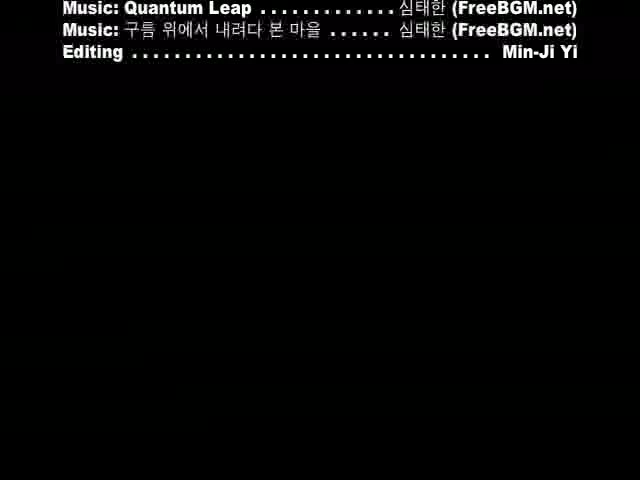 Music: Quantum Leap ............. 심태한 (FreeBGM.net)
Music: 구름 위에서 내려다 본 마을 ...... 심태한 (FreeBGM.net)
Editing .................................. Min-Ji Yi